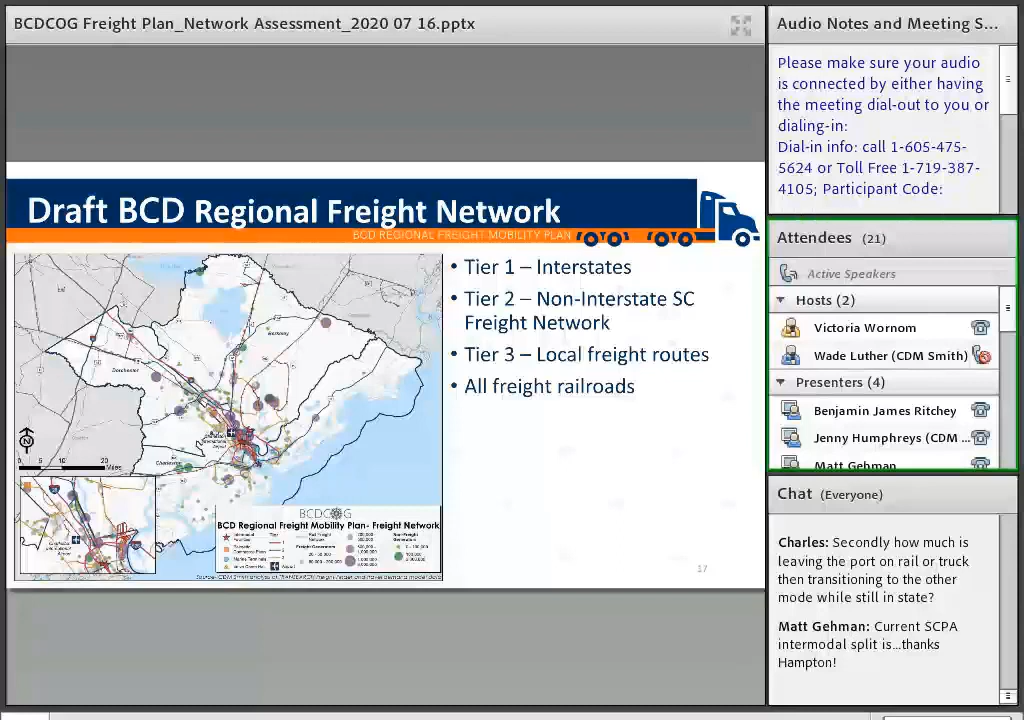 BCDCOG Freight Plan_Network Assessment_2020 07 16.pptx
Draft BCD Regional Freight Network
BCD REGIONAL FREIGHT MOBILITY PLAN
• Tier 1 – Interstates
• Tier 2 – Non-Interstate SC
Freight Network
• Tier 3 – Local freight routes
• All freight railroads
Berkeley
Dorchester
Charleston
N
0 5 10 20
Miles
BCDCOG
BCD Regional Freight Mobility Plan- Freight Network
17
Audio Notes and Meeting S...
Please make sure your audio
is connected by either having
the meeting dial-out to you or
dialing-in:
Dial-in info: call 1-605-475-
5624 or Toll Free 1-719-387-
4105; Participant Code:
Attendees (21)
Active Speakers
Hosts (2)
Victoria Wornom
Wade Luther (CDM Smith)
Presenters (4)
Benjamin James Ritchey
Jenny Humphreys (CDM ...
Matt Gehman
Chat (Everyone)
Charles: Secondly how much is
leaving the port on rail or truck
then transitioning to the other
mode while still in state?
Matt Gehman: Current SCPA
intermodal split is...thanks
Hampton!